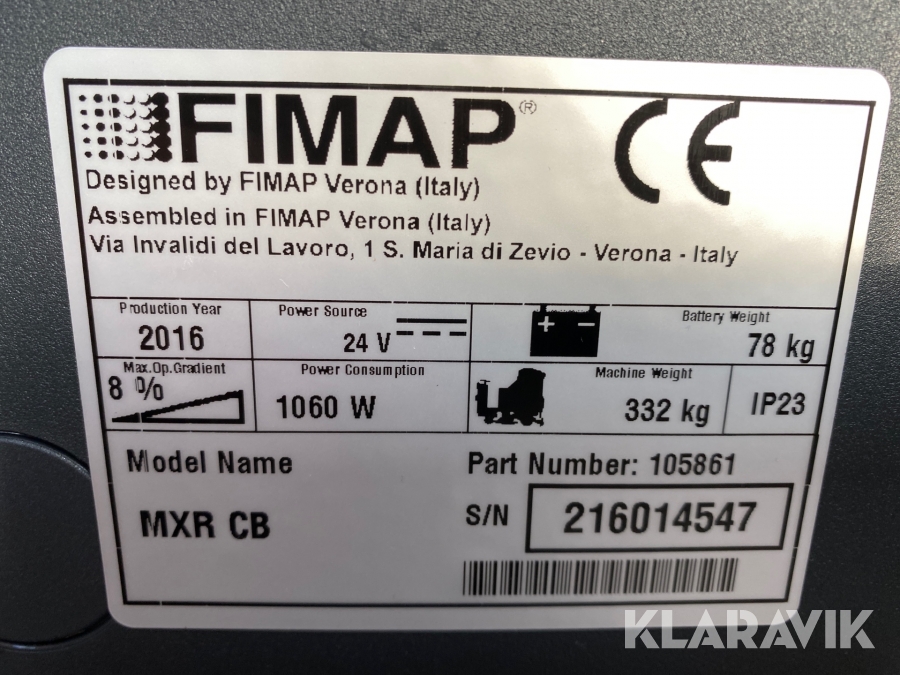 FIMAP® CE
Designed by FIMAP Verona (Italy)
Assembled in FIMAP Verona (Italy)
Via Invalidi del Lavoro, 1 S. Maria di Zevio - Verona - Italy
Production Year
2016
Power Source
24 V
+ −
Battery Weight
78 kg
Max.Op.Gradient
8 %
Power Consumption
1060 W
Machine Weight
332 kg
IP23
Model Name
MXR CB
Part Number: 105861
S/N 216014547
KLARAVIK